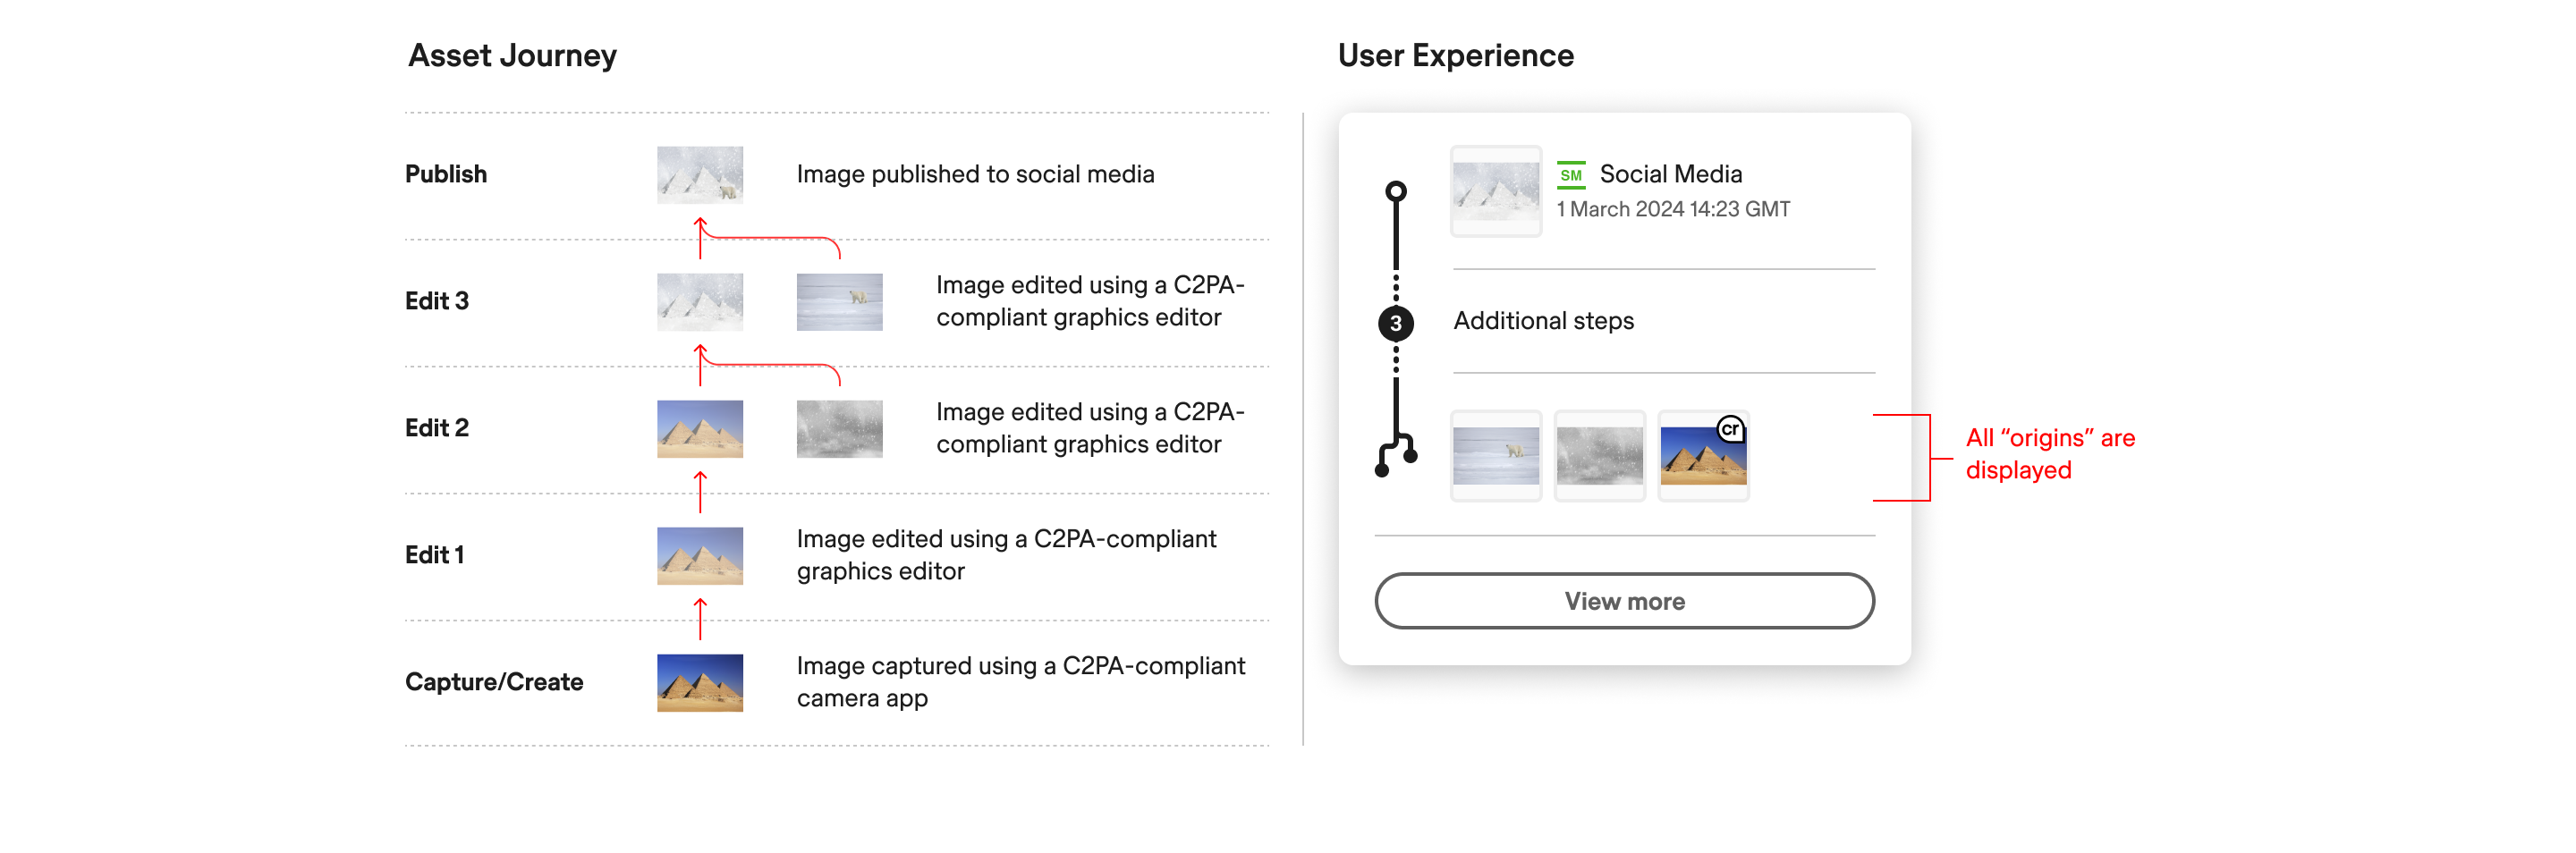 Asset Journey
Publish
Image published to social media
Edit 3
Image edited using a C2PA-
compliant graphics editor
Edit 2
Image edited using a C2PA-
compliant graphics editor
Edit 1
Image edited using a C2PA-compliant
graphics editor
Capture/Create
Image captured using a C2PA-compliant
camera app
User Experience
SM Social Media
1 March 2024 14:23 GMT
3 Additional steps
cr
All “origins” are
displayed
View more